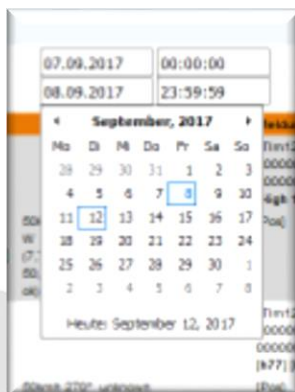 07.09.2017 00:00:00
08.09.2017 23:59:59
September, 2017
Mo Di Mi Do Fr Sa So
28 29 30 31 1 2 3
4 5 6 7 8 9 10
11 12 13 14 15 16 17
18 19 20 21 22 23 24
25 26 27 28 29 30 1
2 3 4 5 6 7 8
Heute: September 12, 2017